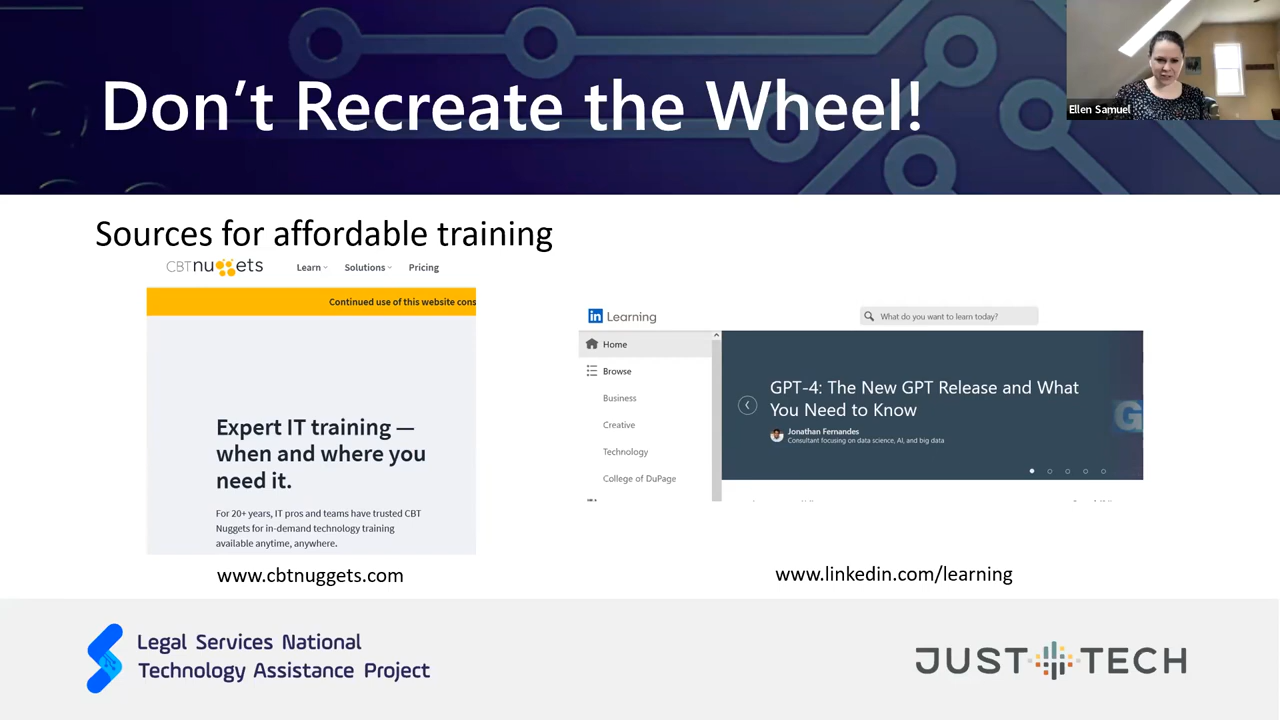 Don't Recreate the Wheel!
Ellen Samuel
Sources for affordable training
CBTnuggets
Learn
Solutions
Pricing
Continued use of this website cons
Expert IT training —
when and where you
need it.
For 20+ years, IT pros and teams have trusted CBT
Nuggets for in-demand technology training
available anytime, anywhere.
www.cbtnuggets.com
in Learning
What do you want to learn today?
Home
Browse
Business
Creative
Technology
College of DuPage
GPT-4: The New GPT Release and What
You Need to Know
Jonathan Fernandes
Consultant focusing on data science, AI, and big data
G
www.linkedin.com/learning
Legal Services National
Technology Assistance Project
JUST TECH